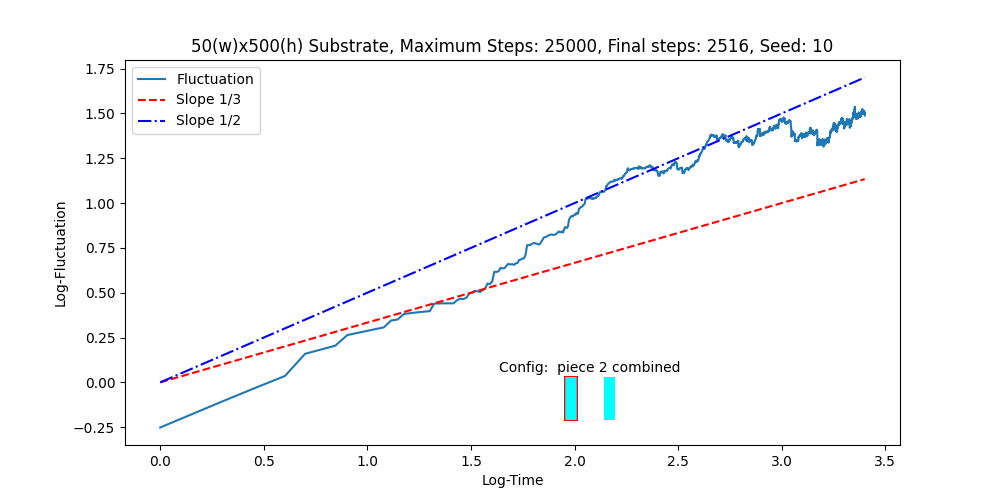 50(w)x500(h) Substrate, Maximum Steps: 25000, Final steps: 2516, Seed: 10
1.75
1.50
1.25
1.00
0.75
0.50
0.25
0.00
−0.25
Log-Fluctuation
Fluctuation
Slope 1/3
Slope 1/2
Config:  piece 2 combined
0.0 0.5 1.0 1.5 2.0 2.5 3.0 3.5
Log-Time